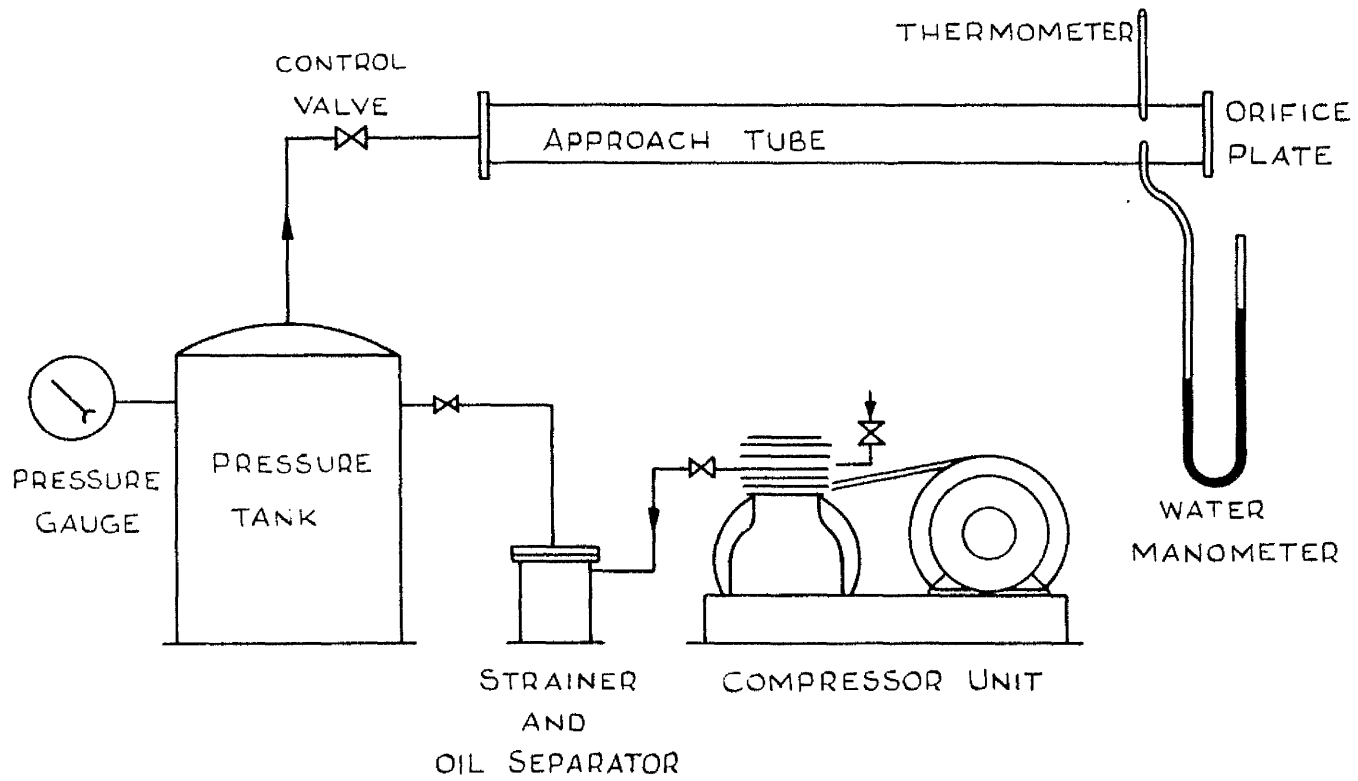 THERMOMETER
CONTROL
VALVE
ORIFICE
PLATE
APPROACH TUBE
PRESSURE
GAUGE
PRESSURE
TANK
WATER
MANOMETER
STRAINER
AND
OIL SEPARATOR
COMPRESSOR UNIT